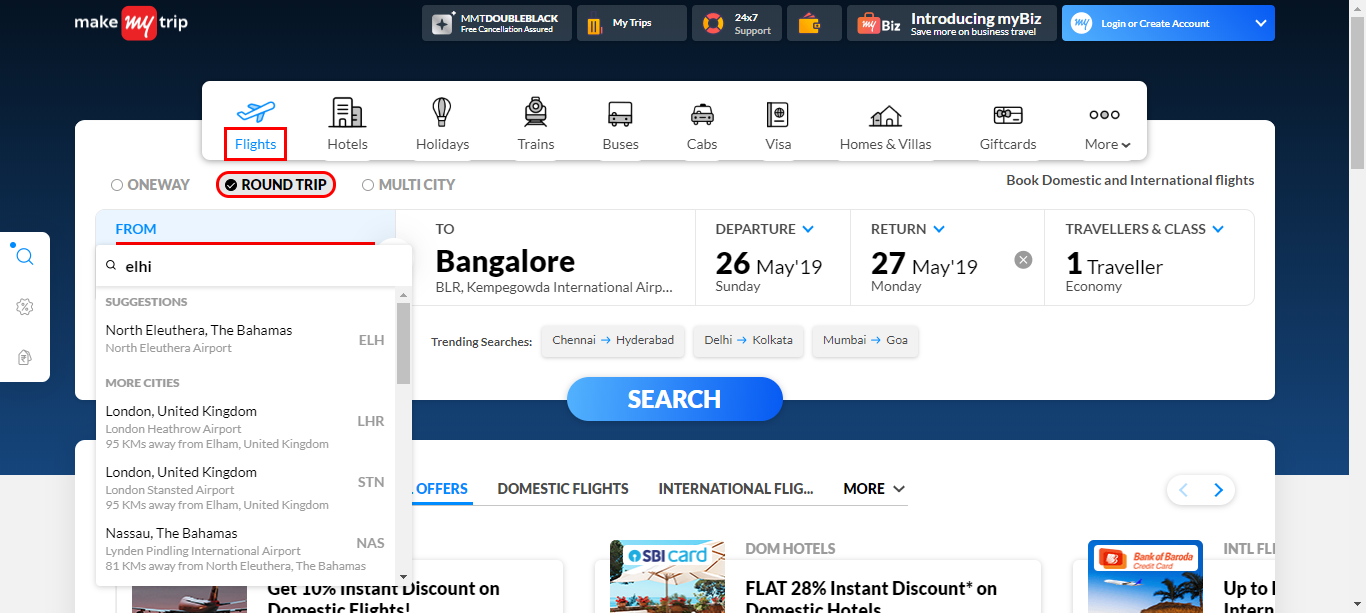 make my trip
MMTDOUBLEBLACK
Free Cancellation Assured
My Trips
24x7
Support
my Biz
Introducing myBiz
Save more on business travel
my
Login or Create Account
Flights
Hotels
Holidays
Trains
Buses
Cabs
Visa
Homes & Villas
Giftcards
More
ONEWAY
ROUND TRIP
MULTI CITY
Book Domestic and International flights
FROM
TO
Bangalore
BLR, Kempegowda International Airp...
DEPARTURE
26 May'19
Sunday
RETURN
27 May'19
Monday
TRAVELLERS & CLASS
1 Traveller
Economy
elhi
SUGGESTIONS
North Eleuthera, The Bahamas
North Eleuthera Airport
ELH
MORE CITIES
London, United Kingdom
London Heathrow Airport
95 KMs away from Elham, United Kingdom
LHR
London, United Kingdom
London Stansted Airport
95 KMs away from Elham, United Kingdom
STN
Nassau, The Bahamas
Lynden Pindling International Airport
81 KMs away from North Eleuthera, The Bahamas
NAS
Trending Searches:
Chennai → Hyderabad
Delhi → Kolkata
Mumbai → Goa
SEARCH
OFFERS
DOMESTIC FLIGHTS
INTERNATIONAL FLIG...
MORE
Get 10% Instant Discount on
Domestic Flights!
SBI card
DOM HOTELS
FLAT 28% Instant Discount* on
Domestic Hotels
Bank of Baroda
Credit Card
INTL FLI
Up to
Intern